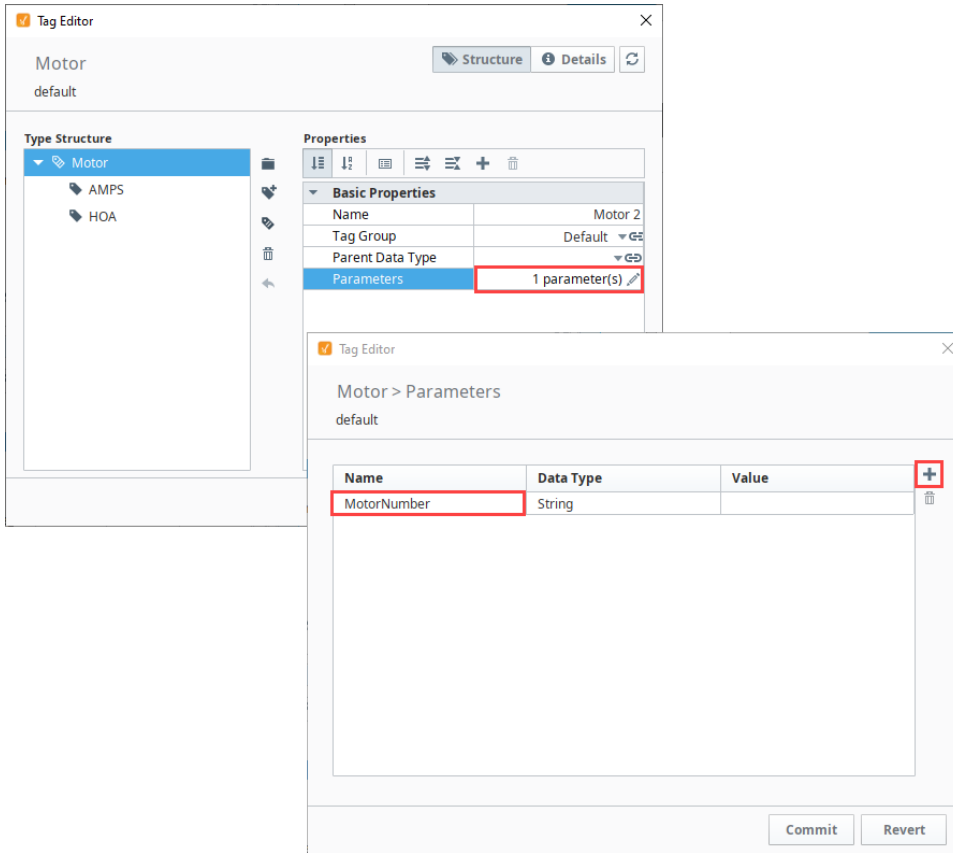 Tag Editor
Motor
Structure
Details
default
Type Structure
Properties
Motor
AMPS
HOA
Basic Properties
Name Motor 2
Tag Group Default
Parent Data Type
Parameters 1 parameter(s)
Tag Editor
Motor > Parameters
default
Name Data Type Value
MotorNumber String
Commit Revert